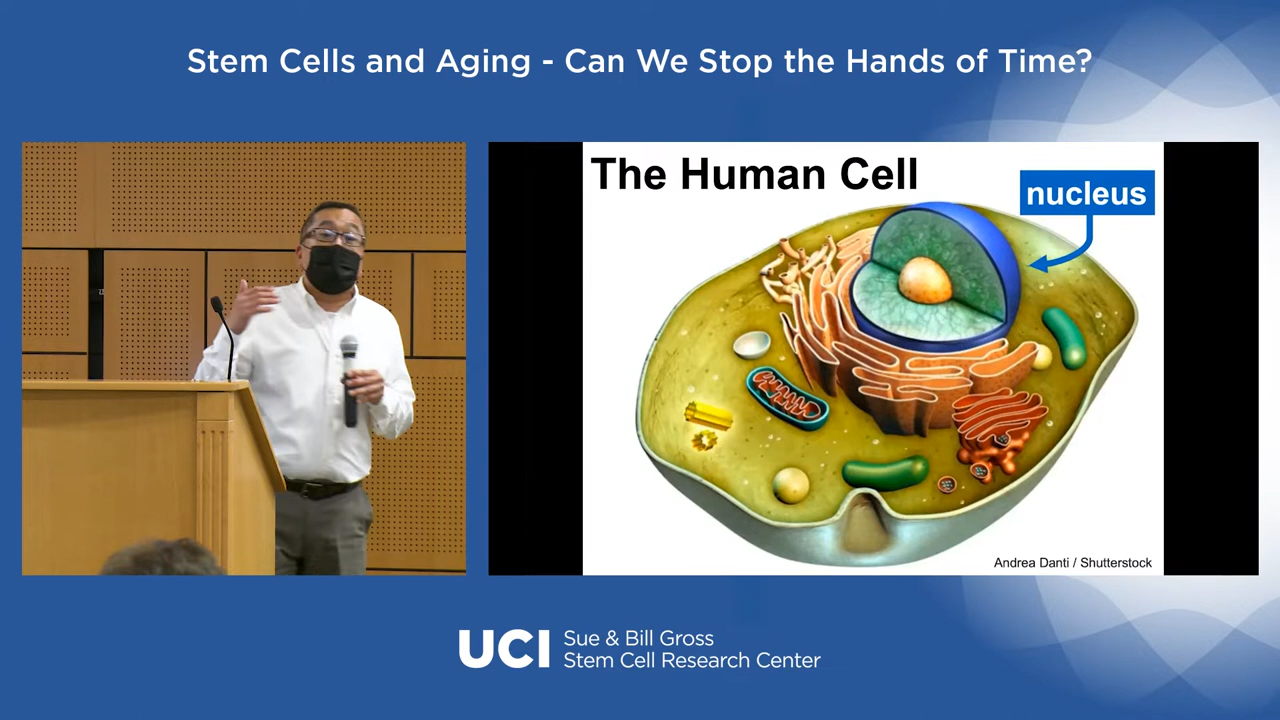 Stem Cells and Aging - Can We Stop the Hands of Time?
The Human Cell
nucleus
Andrea Danti / Shutterstock
UCI
Sue & Bill Gross
Stem Cell Research Center